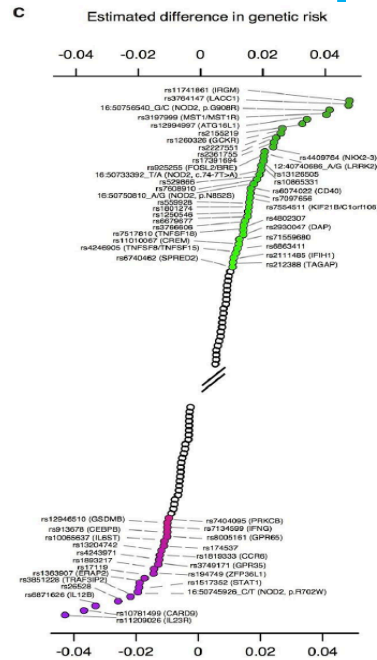 C
Estimated difference in genetic risk
-0.04 -0.02 0 0.02 0.04
rs11741861 (IRGM)
rs3764147 (LACC1)
16:50756540_G/C (NOD2, p.G908R)
rs3197999 (MST1/MST1R)
rs12994997 (ATG16L1)
rs2155219
rs1260326 (GCKR)
rs2227551
rs2361755
rs17391694
rs925255 (FOSL2/BRE)
16:50733392_T/A (NOD2, c.74-7T>A)
rs529866
rs7608910
16:50750810_A/G (NOD2, p.N852S)
rs559928
rs1801274
rs1250546
rs6679677
rs3766606
rs7517810 (TNFSF18)
rs11010067 (CREM)
rs4246905 (TNFSF8/TNFSF15)
rs6740462 (SPRED2)
rs4409764 (NKX2-3)
12:40740686_A/G (LRRK2)
rs13126505
rs10865331
rs6074022 (CD40)
rs7097656
rs7554511 (KIF21B/C1orf106
rs4802307
rs2930047 (DAP)
rs71559680
rs6863411
rs2111485 (IFIH1)
rs212388 (TAGAP)
rs12946510 (GSDMB)
rs913678 (CEBPB)
rs10065637 (IL6ST)
rs13204742
rs4243971
rs1893217
rs17119
rs1363907 (ERAP2)
rs3851228 (TRAF3IP2)
rs26528
rs6871626 (IL12B)
rs10781499 (CARD9)
rs11209026 (IL23R)
rs7404095 (PRKCB)
rs7134599 (IFNG)
rs8005161 (GPR65)
rs174537
rs1819333 (CCR6)
rs3749171 (GPR35)
rs194749 (ZFP36L1)
rs1517352 (STAT1)
16:50745926_C/T (NOD2, p.R702W)
-0.04 -0.02 0 0.02 0.04